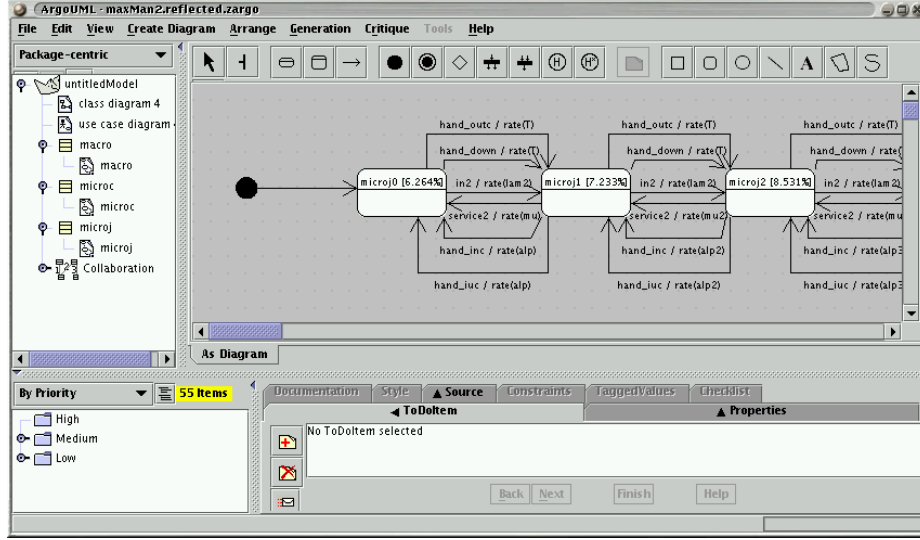 ArgoUML - maxMan2.reflected.zargo
File Edit View Create Diagram Arrange Generation Critique Tools Help
Package-centric
untitledModel
class diagram 4
use case diagram
macro
macro
microc
microc
microj
microj
Collaboration
hand_outc / rate(T) hand_outc / rate(T) hand_outc / rate(T)
hand_down / rate(T) hand_down / rate(T) hand_down / rate(
microj0 [6.264%] in2 / rate(lam2) microj1 [7.233%] in2 / rate(lam2) microj2 [8.531%] in2 / rate(lam2)
service2 / rate(mu) service2 / rate(mu2) service2 / rate(mu
hand_inc / rate(alp) hand_inc / rate(alp2) hand_inc / rate(alp3
hand_iuc / rate(alp) hand_iuc / rate(alp2) hand_iuc / rate(alp3
As Diagram
By Priority 55 Items
High
Medium
Low
Documentation Style ▲ Source Constraints TaggedValues Checklist
◀ ToDoItem ▲ Properties
No ToDoItem selected
Back Next Finish Help